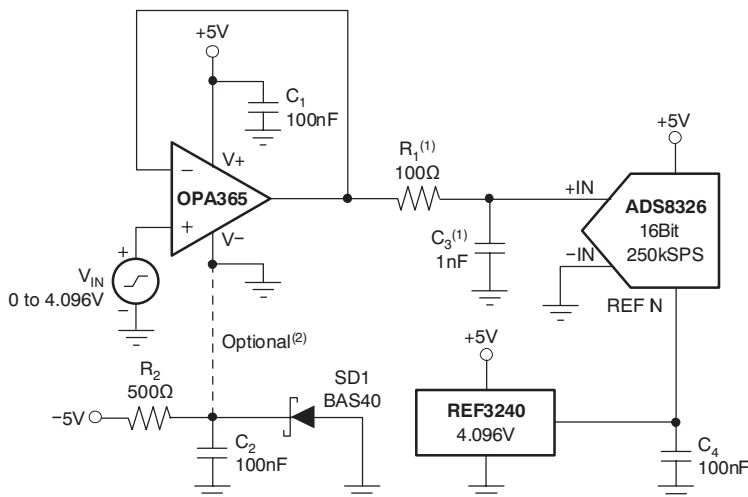 +5V
C1
100nF
V+
−
OPA365
+
V−
+
VIN
0 to 4.096V
−
R1(1)
100Ω
C3(1)
1nF
+5V
+IN
ADS8326
16Bit
250kSPS
−IN
REF N
Optional(2)
R2
500Ω
−5V
C2
100nF
SD1
BAS40
+5V
REF3240
4.096V
C4
100nF